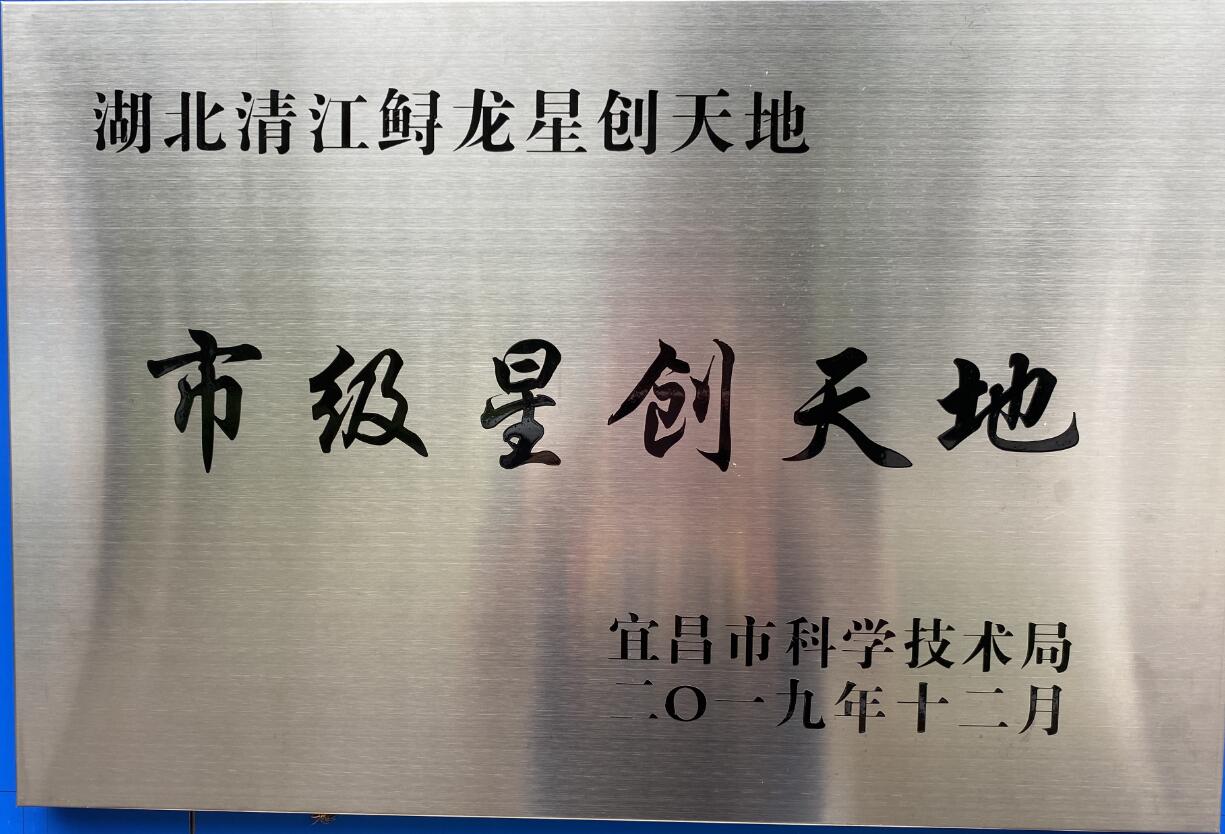 湖北清江鲟龙星创天地
市级星创天地
宜昌市科学技术局
二〇一九年十二月